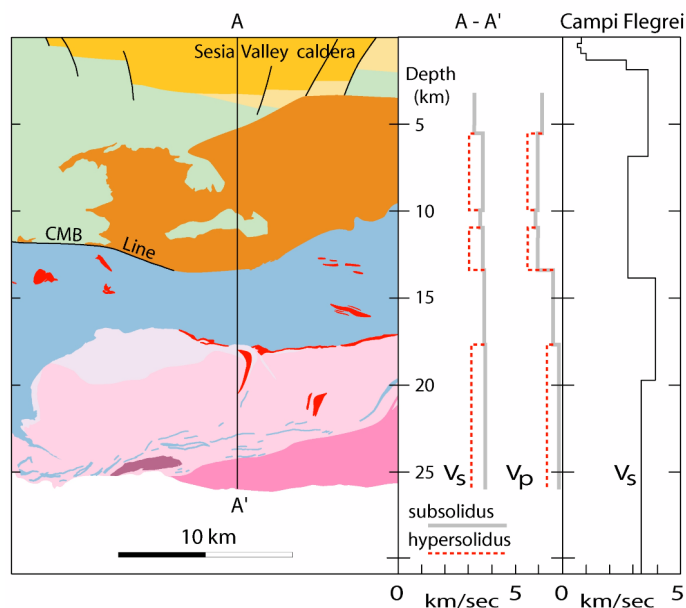 A
A - A'
Campi Flegrei
Sesia Valley caldera
Depth
(km)
5
10
CMB
Line
15
20
25
Vs
Vp
Vs
A'
subsolidus
hypersolidus
10 km
0
5
0
5
km/sec
km/sec